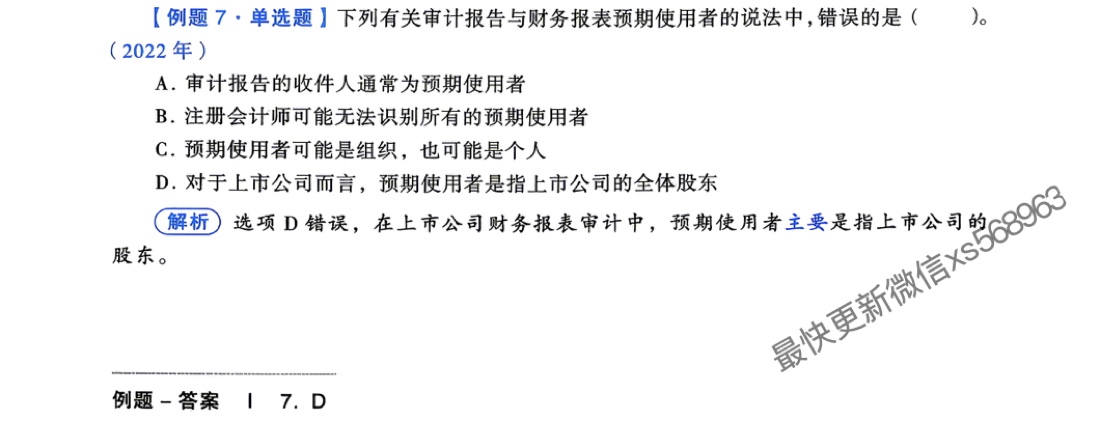 【例题7·单选题】下列有关审计报告与财务报表预期使用者的说法中,错误的是(　　)。
(2022年)
A. 审计报告的收件人通常为预期使用者
B. 注册会计师可能无法识别所有的预期使用者
C. 预期使用者可能是组织，也可能是个人
D. 对于上市公司而言，预期使用者是指上市公司的全体股东
解析 选项 D 错误，在上市公司财务报表审计中，预期使用者主要是指上市公司的
股东。
最快更新微信xs568963
例题 – 答案 | 7. D